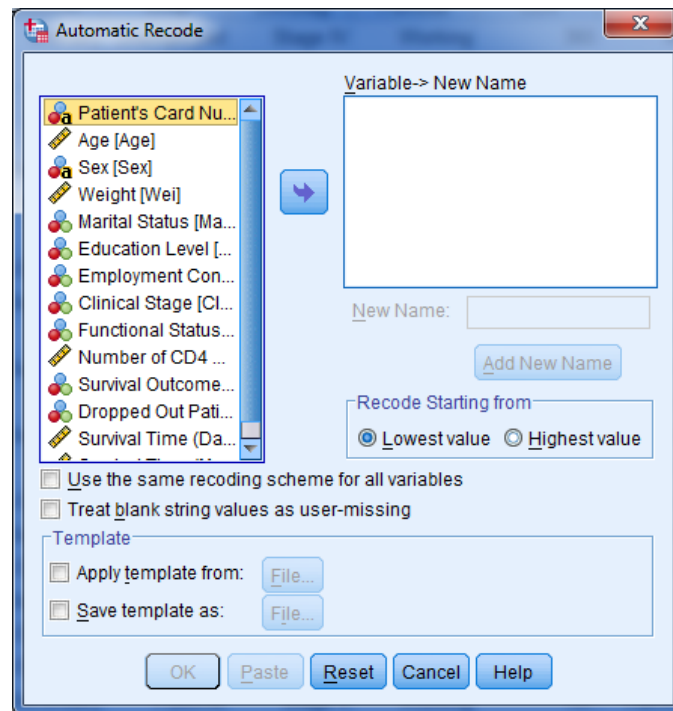 Automatic Recode
Variable-> New Name
Patient's Card Nu...
Age [Age]
Sex [Sex]
Weight [Wei]
Marital Status [Ma...
Education Level [...
Employment Con...
Clinical Stage [Cl...
Functional Status...
Number of CD4 ...
Survival Outcome...
Dropped Out Pati...
Survival Time (Da...
New Name:
Add New Name
Recode Starting from
Lowest value Highest value
Use the same recoding scheme for all variables
Treat blank string values as user-missing
Template
Apply template from: File...
Save template as: File...
OK Paste Reset Cancel Help